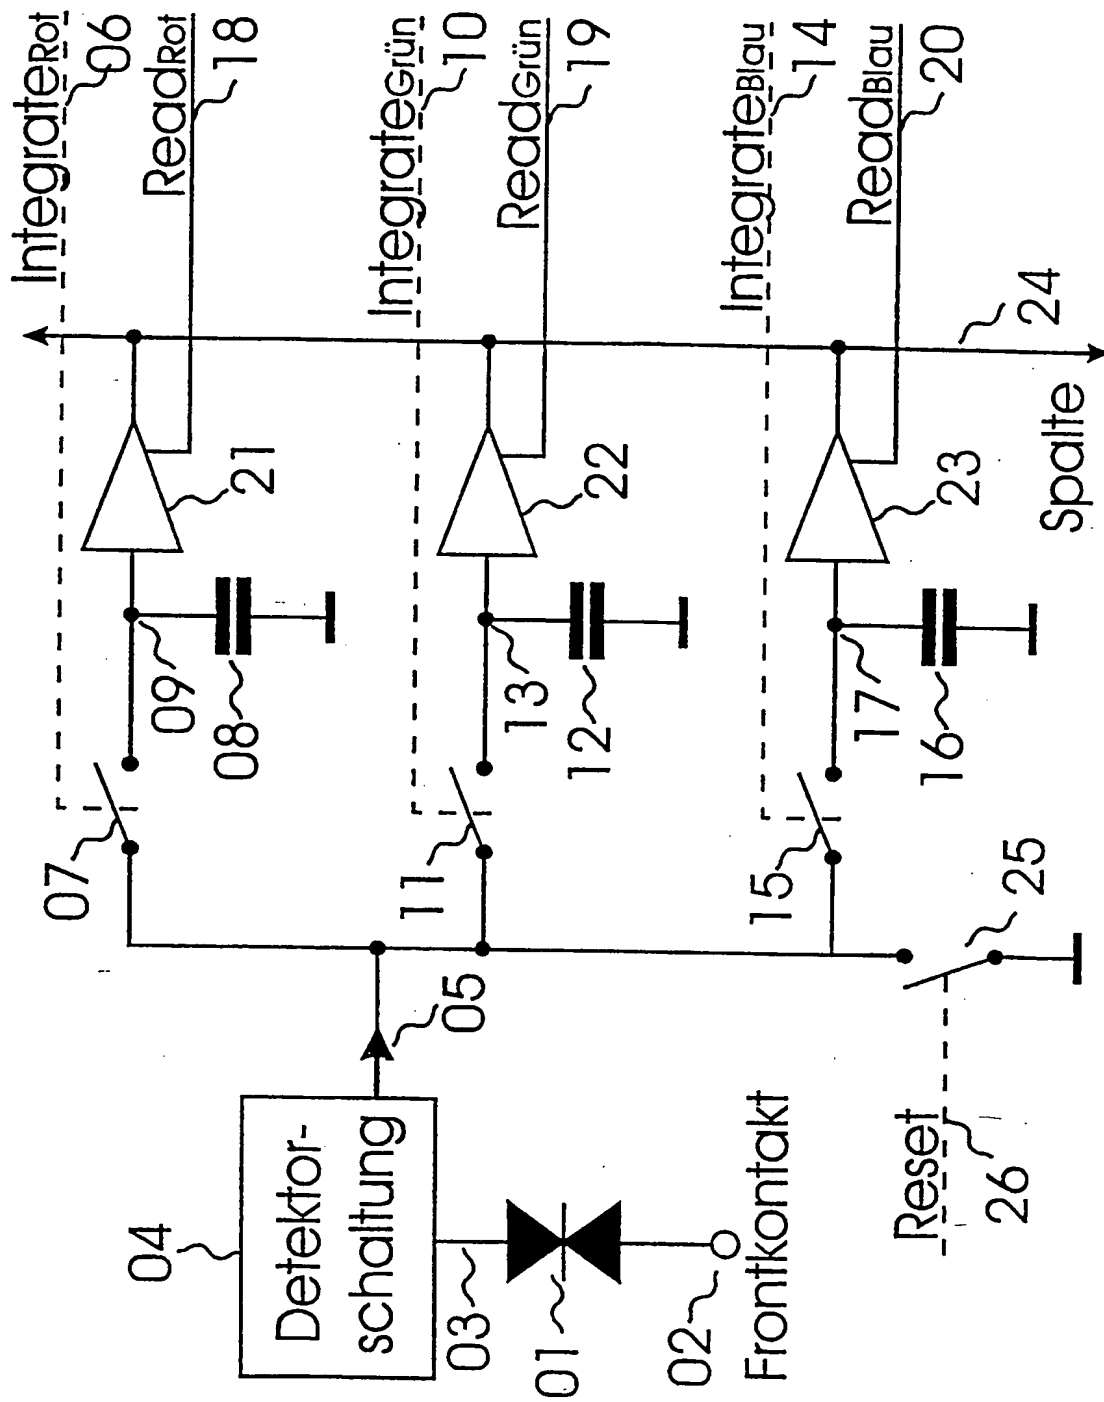 IntegrateRot
06
ReadRot
18
07
09
08
21
IntegrateGrün
10
ReadGrün
19
11
13
12
22
IntegrateBlau
14
ReadBlau
20
15
17
16
23
Spalte
24
04
Detektor-
schaltung
05
03
01
02
Frontkontakt
Reset
26
25